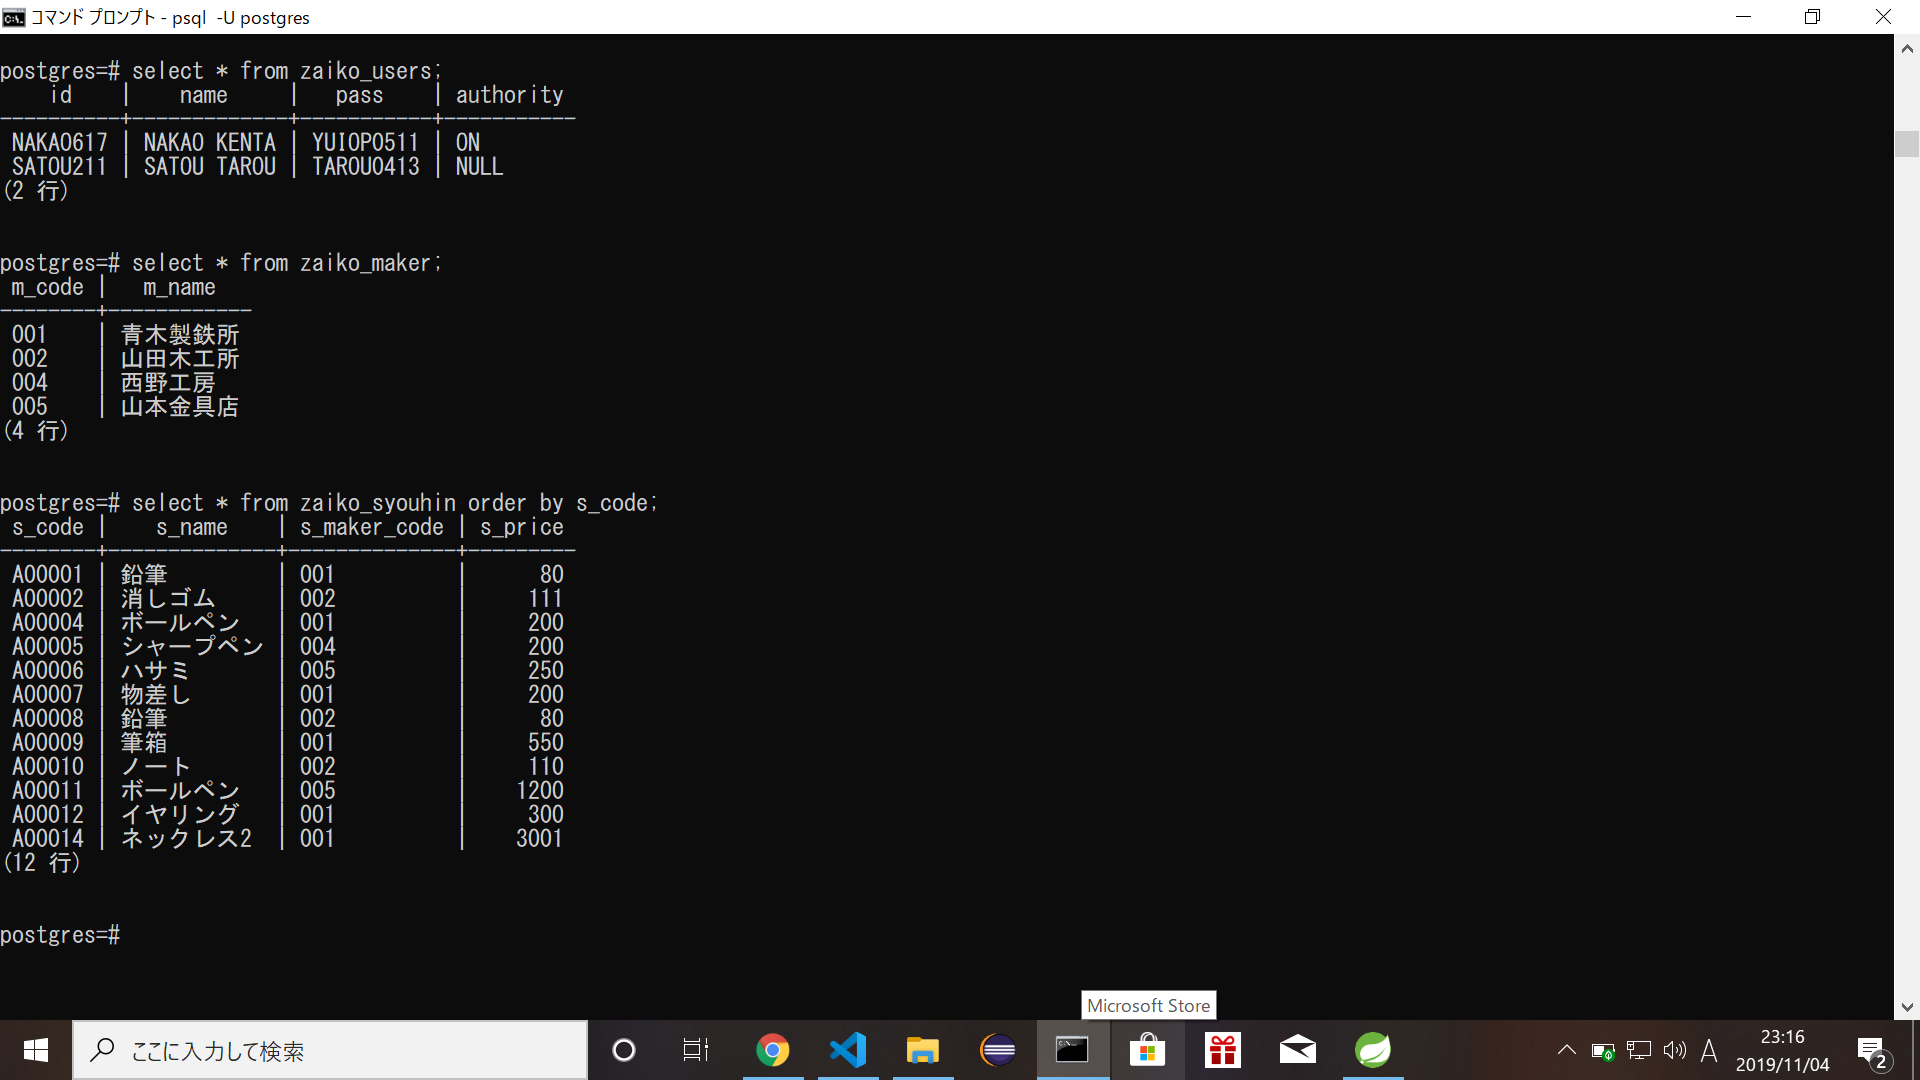 コマンド プロンプト - psql  -U postgres
postgres=# select * from zaiko_users;
    id    |     name     |   pass    | authority
----------+-------------+-----------+-----------
 NAKA0617 | NAKAO KENTA | YUIOP0511 | ON
 SATOU211 | SATOU TAROU | TAROU0413 | NULL
(2 行)
postgres=# select * from zaiko_maker;
 m_code |   m_name
--------+------------
 001    | 青木製鉄所
 002    | 山田木工所
 004    | 西野工房
 005    | 山本金具店
(4 行)
postgres=# select * from zaiko_syouhin order by s_code;
 s_code |    s_name    | s_maker_code | s_price
--------+--------------+--------------+---------
 A00001 | 鉛筆         | 001          |      80
 A00002 | 消しゴム     | 002          |     111
 A00004 | ボールペン   | 001          |     200
 A00005 | シャープペン | 004          |     200
 A00006 | ハサミ       | 005          |     250
 A00007 | 物差し       | 001          |     200
 A00008 | 鉛筆         | 002          |      80
 A00009 | 筆箱         | 001          |     550
 A00010 | ノート       | 002          |     110
 A00011 | ボールペン   | 005          |    1200
 A00012 | イヤリング   | 001          |     300
 A00014 | ネックレス2  | 001          |    3001
(12 行)
postgres=#
Microsoft Store
ここに入力して検索
A
23:16
2019/11/04
2